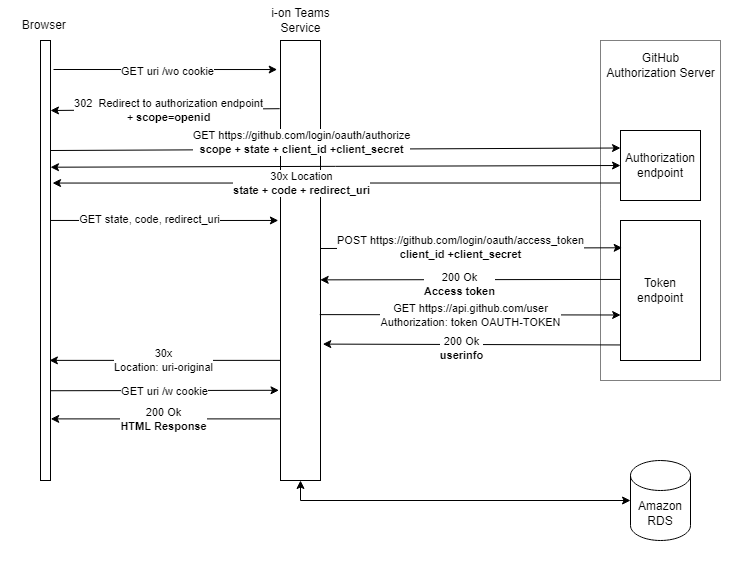 Browser
i-on Teams
Service
GitHub
Authorization Server
GET uri /wo cookie
302 Redirect to authorization endpoint
+ scope=openid
GET https://github.com/login/oauth/authorize
scope + state + client_id +client_secret
Authorization
endpoint
30x Location
state + code + redirect_uri
GET state, code, redirect_uri
POST https://github.com/login/oauth/access_token
client_id +client_secret
Token
endpoint
200 Ok
Access token
GET https://api.github.com/user
Authorization: token OAUTH-TOKEN
200 Ok
userinfo
30x
Location: uri-original
GET uri /w cookie
200 Ok
HTML Response
Amazon
RDS